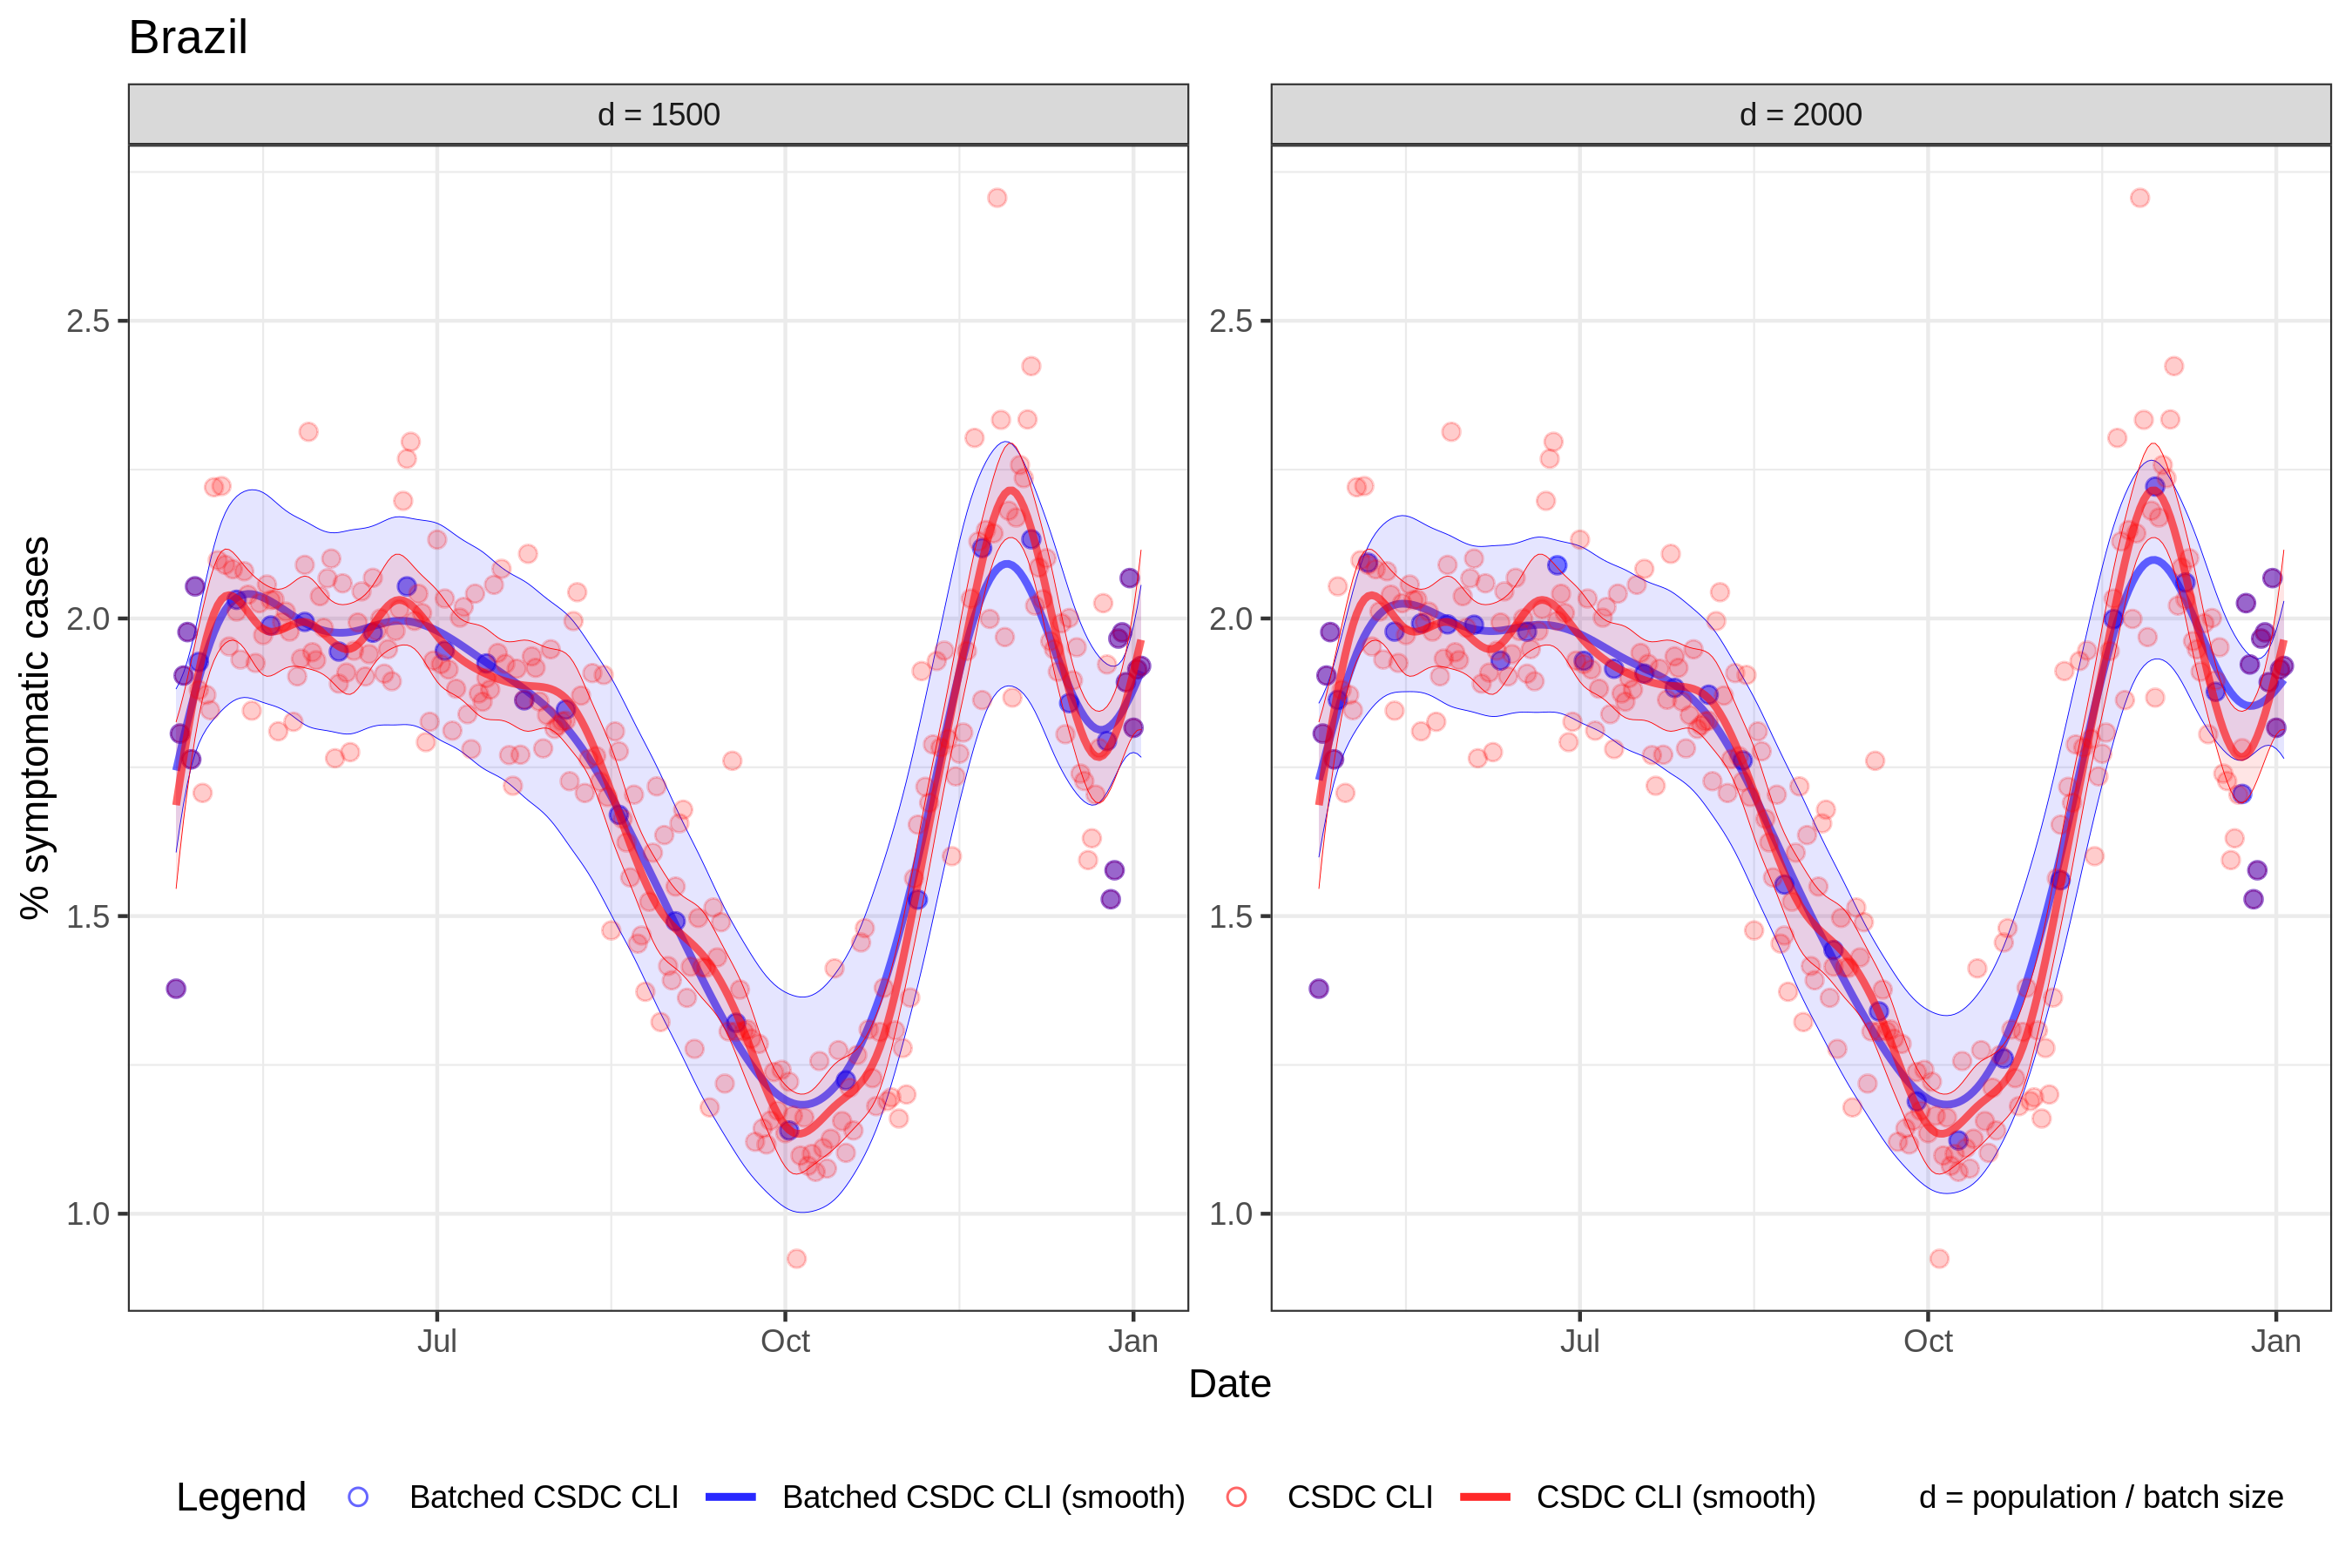 Brazil
d = 1500
d = 2000
% symptomatic cases
2.5
2.0
1.5
1.0
2.5
2.0
1.5
1.0
Jul
Oct
Jan
Jul
Oct
Jan
Date
Legend
Batched CSDC CLI
Batched CSDC CLI (smooth)
CSDC CLI
CSDC CLI (smooth)
d = population / batch size